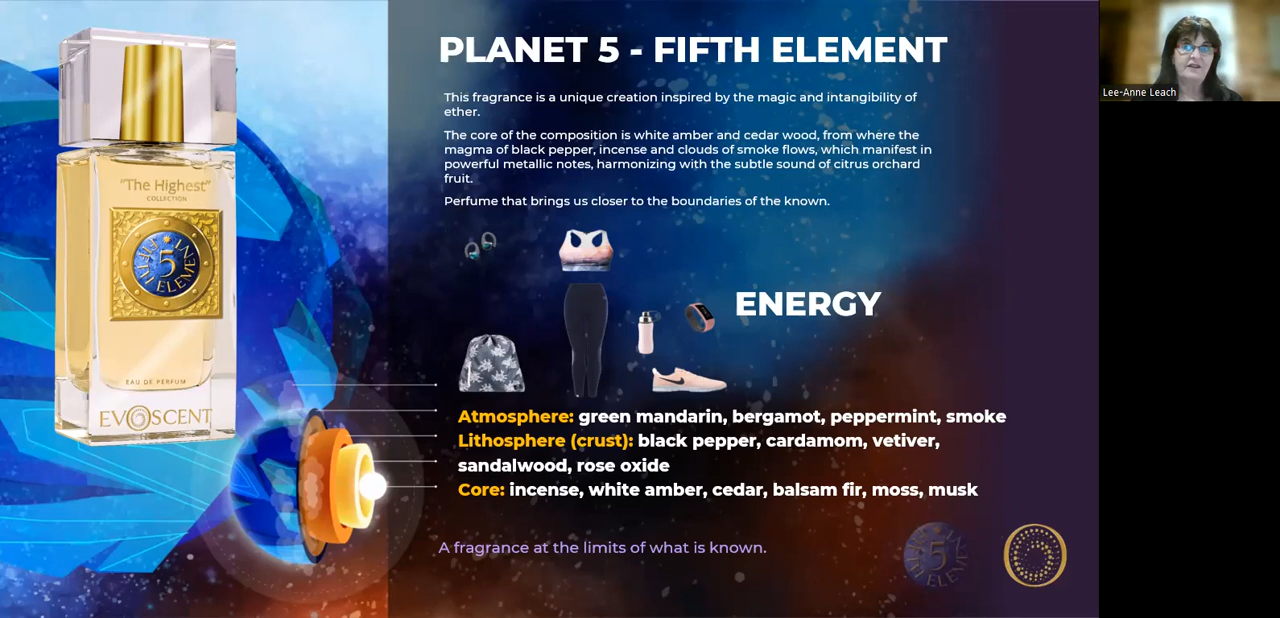 PLANET 5 - FIFTH ELEMENT
This fragrance is a unique creation inspired by the magic and intangibility of
ether.
The core of the composition is white amber and cedar wood, from where the
magma of black pepper, incense and clouds of smoke flows, which manifest in
powerful metallic notes, harmonizing with the subtle sound of citrus orchard
fruit.
Perfume that brings us closer to the boundaries of the known.
ENERGY
Atmosphere: green mandarin, bergamot, peppermint, smoke
Lithosphere (crust): black pepper, cardamom, vetiver,
sandalwood, rose oxide
Core: incense, white amber, cedar, balsam fir, moss, musk
A fragrance at the limits of what is known.
"The Highest"
COLLECTION
5
EAU DE PARFUM
EVOSCENT
5
Lee-Anne Leach